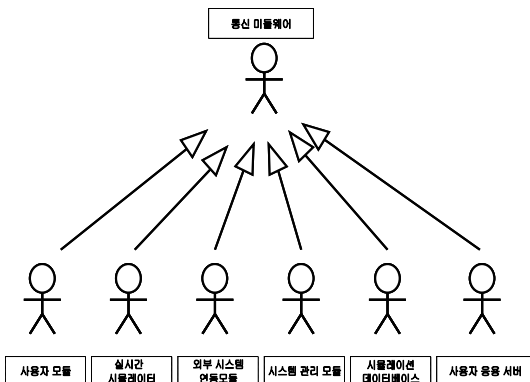 통신 미들웨어
사용자 모듈
실시간
시뮬레이터
외부 시스템
연동모듈
시스템 관리 모듈
시뮬레이션
데이터베이스
사용자 응용 서버